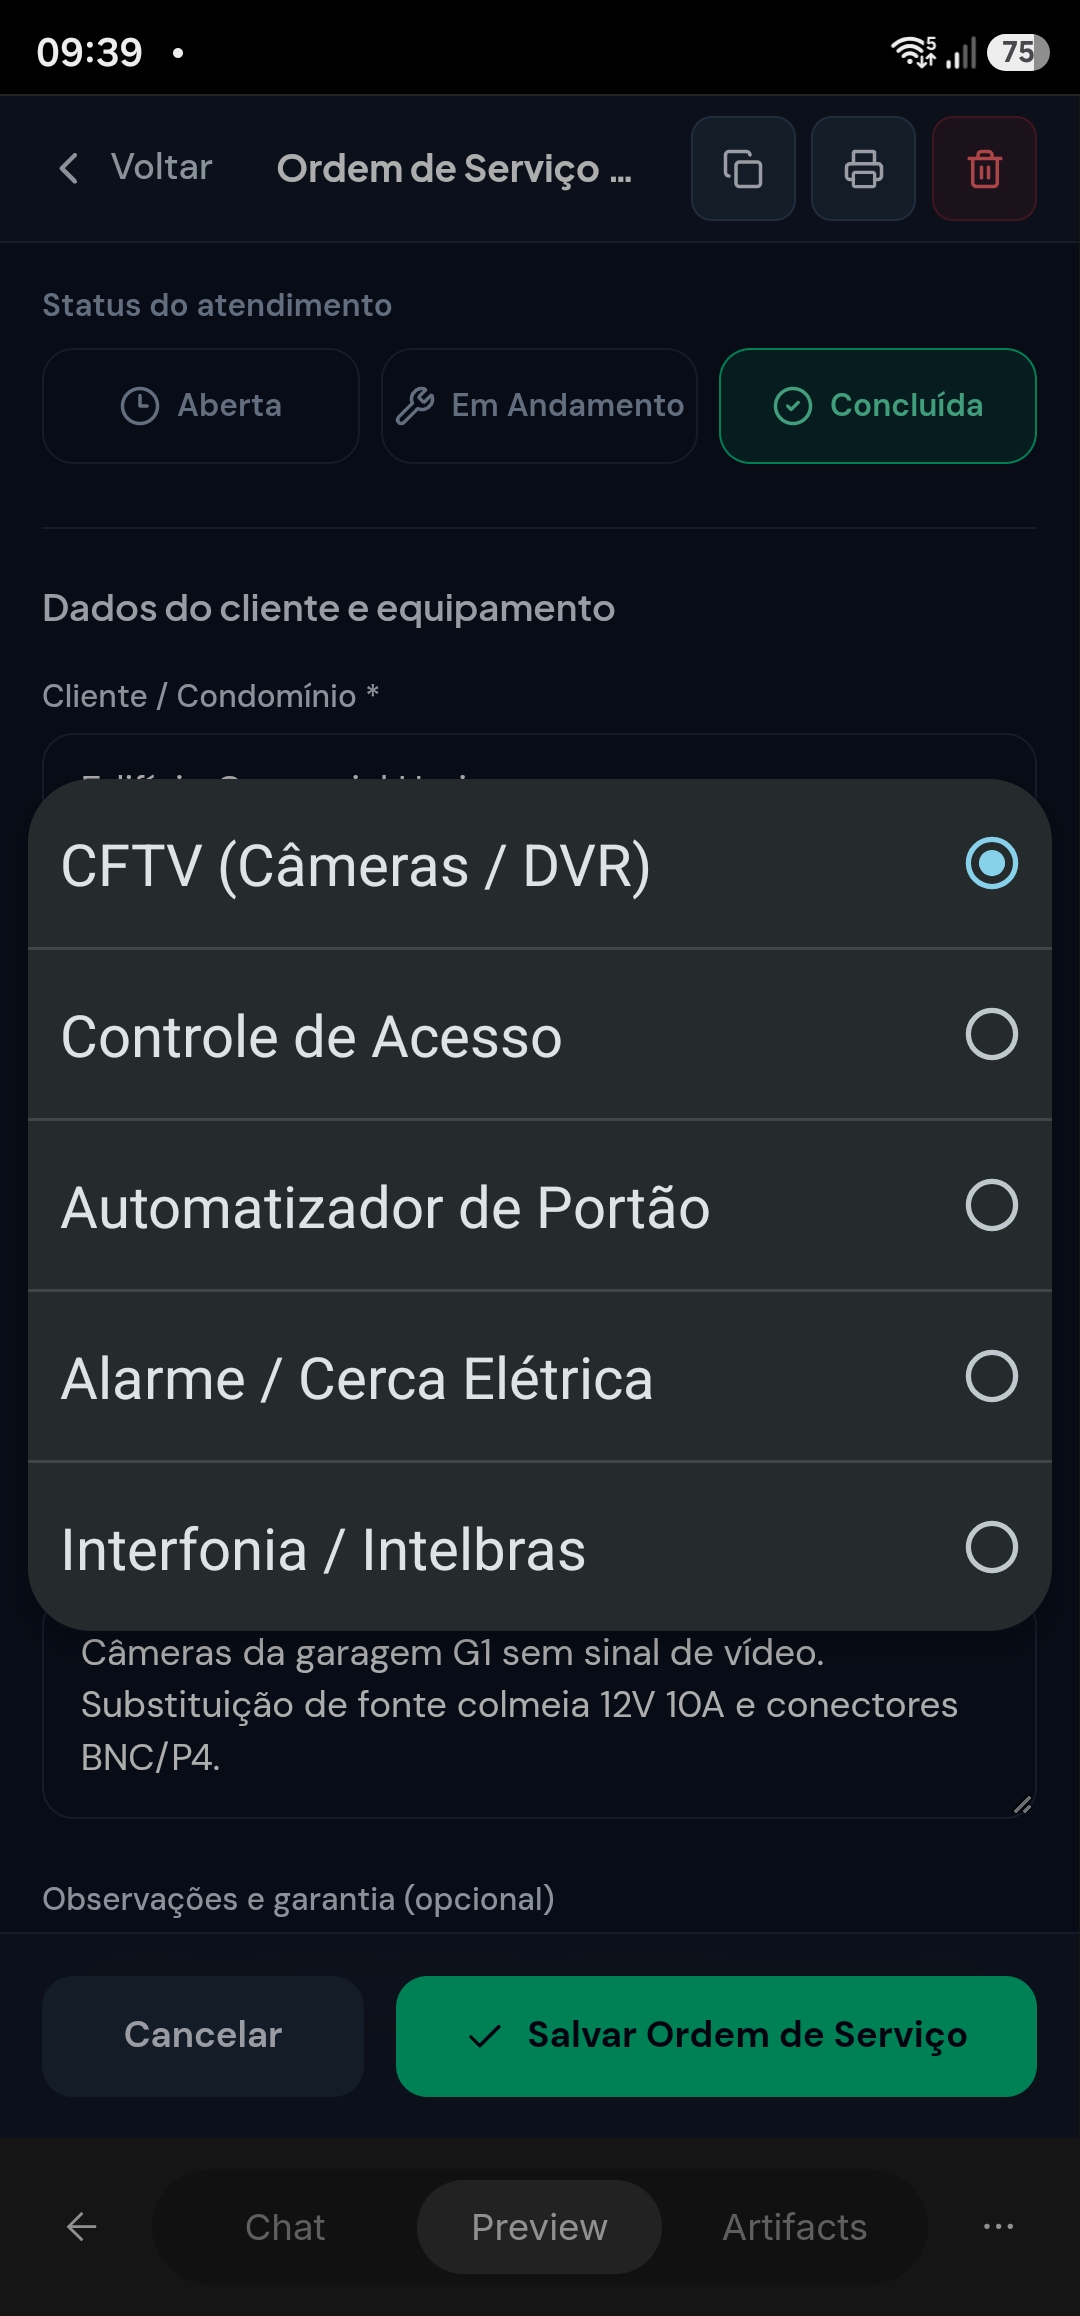 09:39
5
75
Voltar
Ordem de Serviço ...
Status do atendimento
Aberta
Em Andamento
Concluída
Dados do cliente e equipamento
Cliente / Condomínio *
CFTV (Câmeras / DVR)
Controle de Acesso
Automatizador de Portão
Alarme / Cerca Elétrica
Interfonia / Intelbras
Câmeras da garagem G1 sem sinal de vídeo.
Substituição de fonte colmeia 12V 10A e conectores
BNC/P4.
Observações e garantia (opcional)
Cancelar
Salvar Ordem de Serviço
Chat
Preview
Artifacts